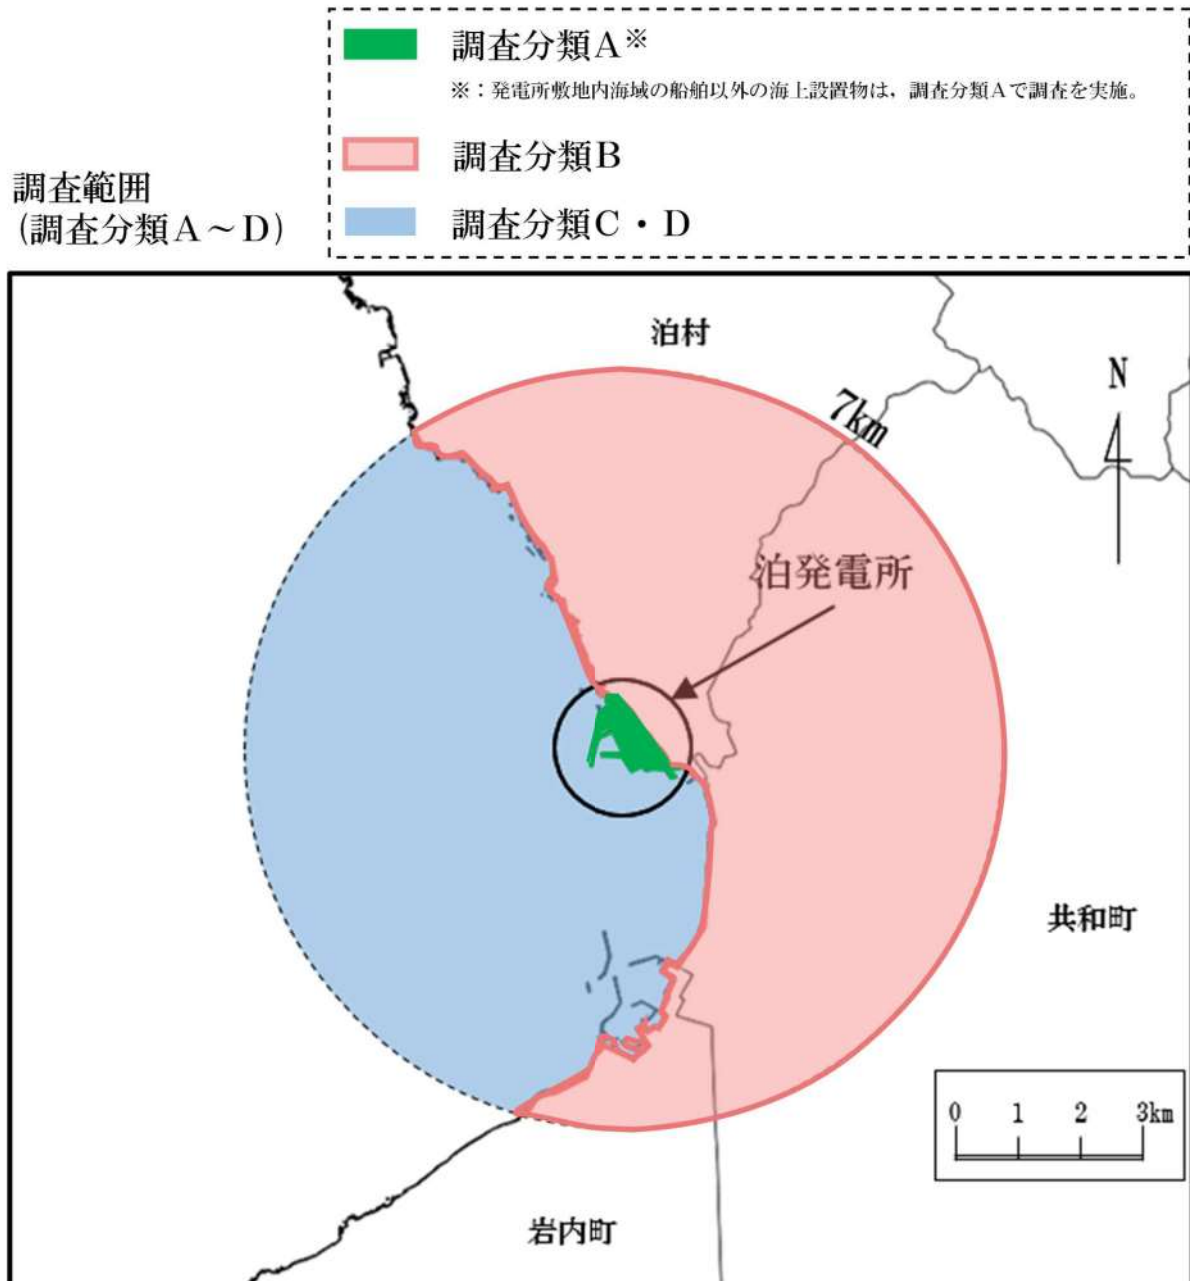 調査分類A※
※：発電所敷地内海域の船舶以外の海上設置物は，調査分類Aで調査を実施。
調査分類B
調査範囲
(調査分類A～D)
調査分類C・D
泊村
7km
N
泊発電所
共和町
0 1 2 3km
岩内町